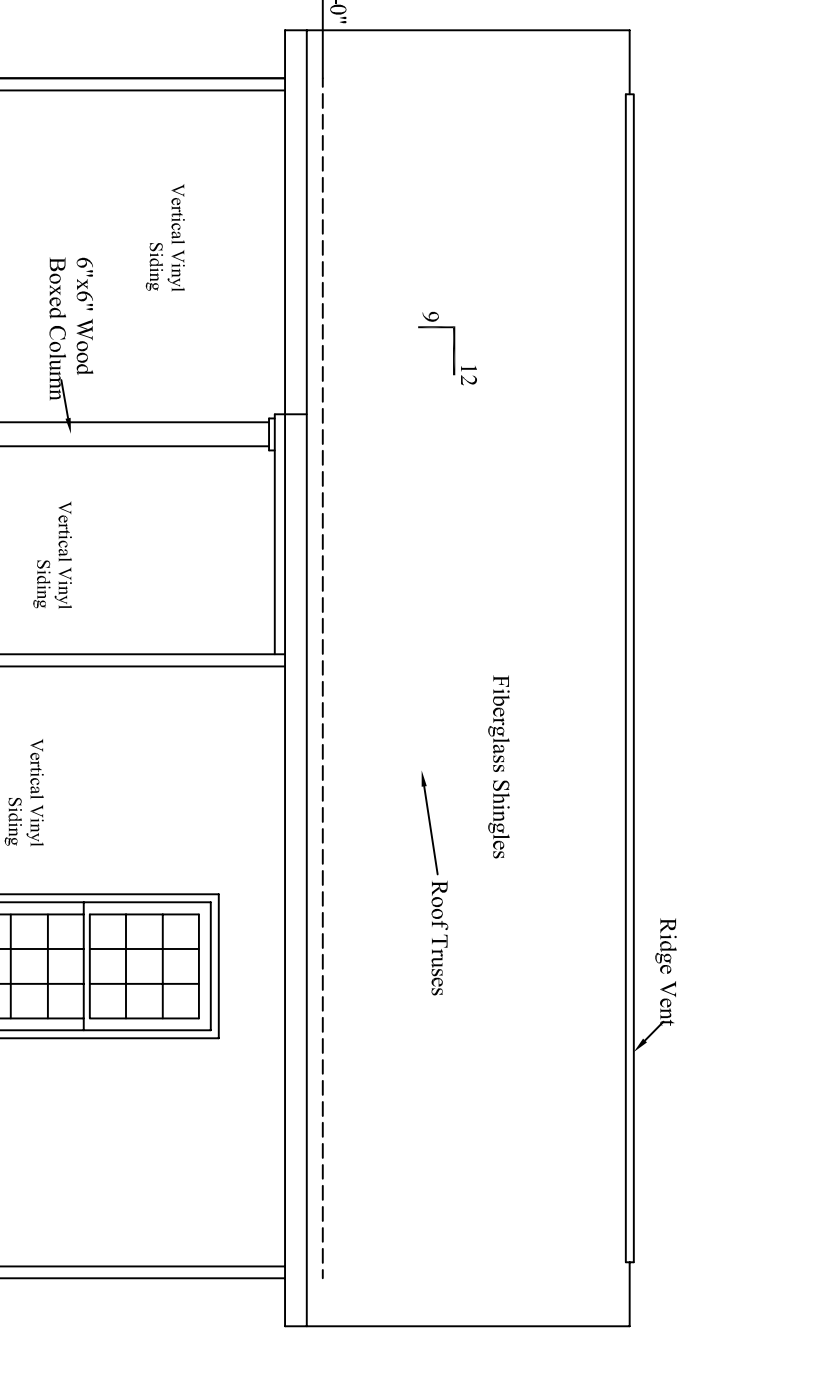 Ridge Vent
12
9
Fiberglass Shingles
Roof Truses
-0"
Vertical Vinyl
Siding
6"x6" Wood
Boxed Column
Vertical Vinyl
Siding
Vertical Vinyl
Siding